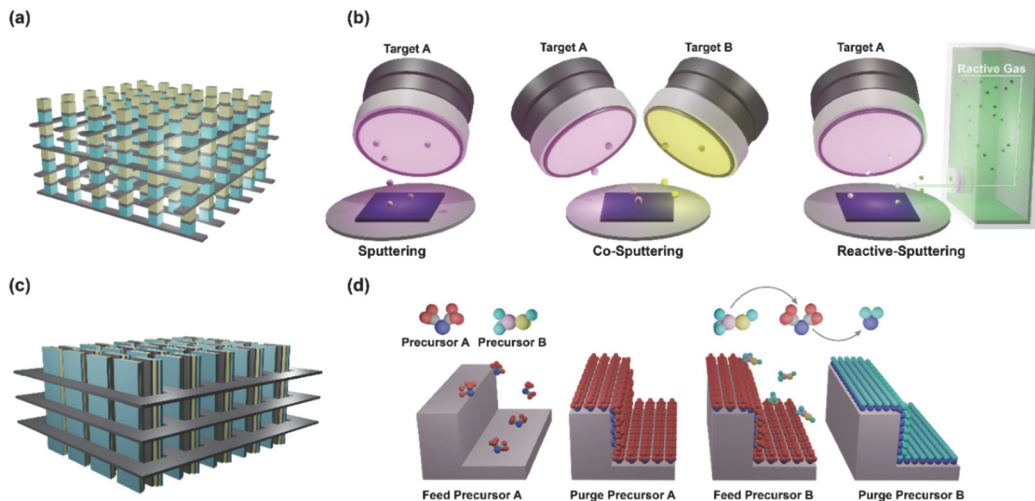 (a)
(b)
Target A
Target A
Target B
Target A
Ractive Gas
Sputtering
Co-Sputtering
Reactive-Sputtering
(c)
(d)
Precursor A
Precursor B
Feed Precursor A
Purge Precursor A
Feed Precursor B
Purge Precursor B